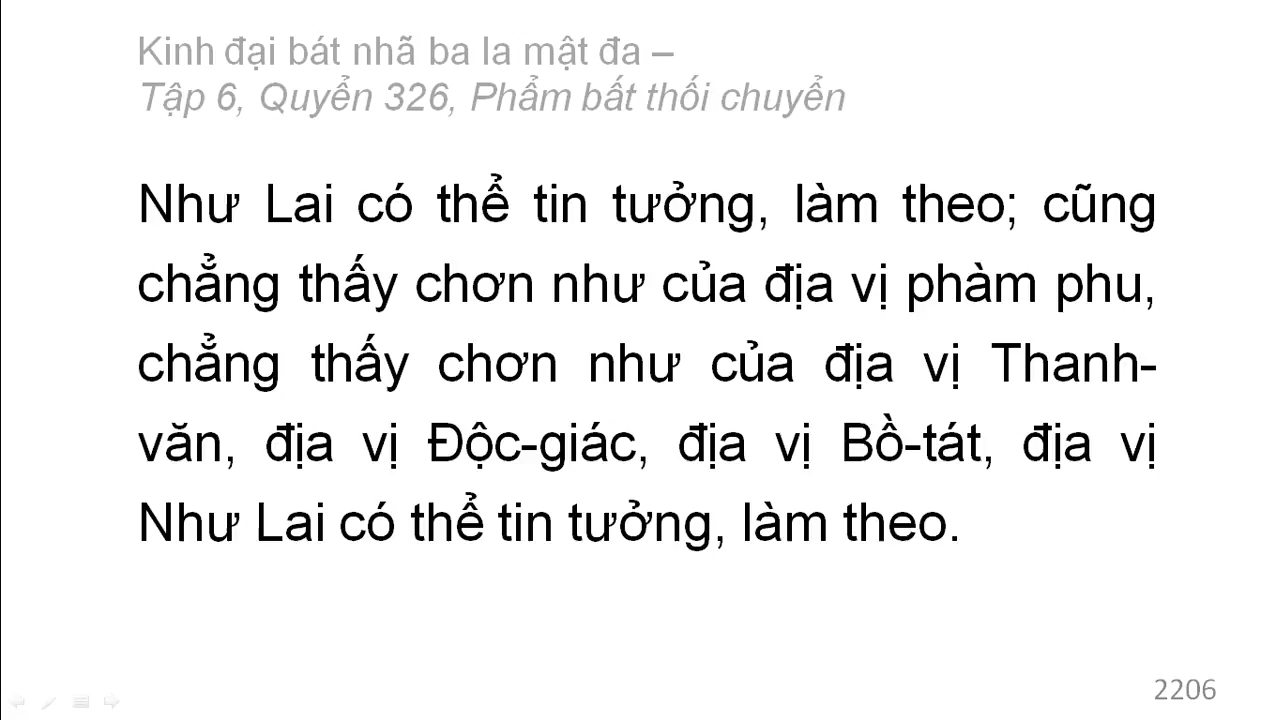 Kinh đại bát nhã ba la mật đa –
Tập 6, Quyển 326, Phẩm bất thối chuyển
Như Lai có thể tin tưởng, làm theo; cũng
chẳng thấy chơn như của địa vị phàm phu,
chẳng thấy chơn như của địa vị Thanh-
văn, địa vị Độc-giác, địa vị Bồ-tát, địa vị
Như Lai có thể tin tưởng, làm theo.
2206